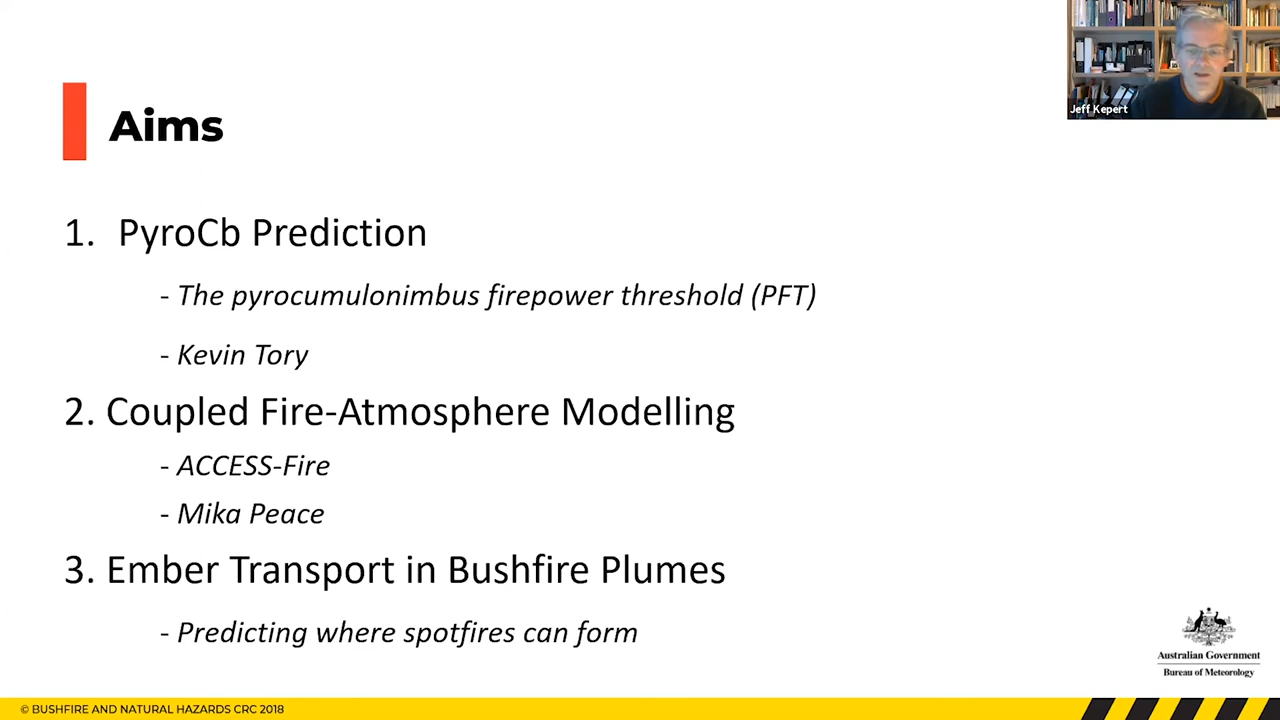 Jeff Kepert
Aims
1. PyroCb Prediction
- The pyrocumulonimbus firepower threshold (PFT)
- Kevin Tory
2. Coupled Fire-Atmosphere Modelling
- ACCESS-Fire
- Mika Peace
3. Ember Transport in Bushfire Plumes
- Predicting where spotfires can form
Australian Government
Bureau of Meteorology
© BUSHFIRE AND NATURAL HAZARDS CRC 2018